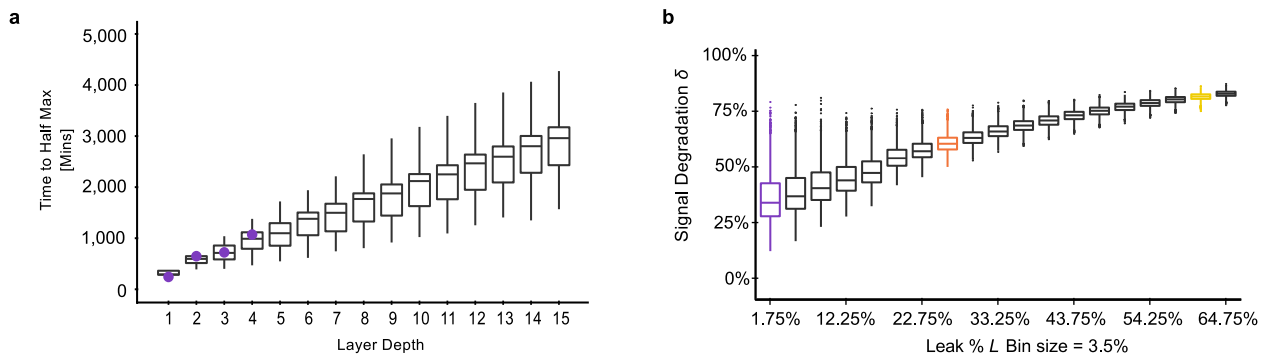 a
Time to Half Max
[Mins]
5,000
4,000
3,000
2,000
1,000
0
1 2 3 4 5 6 7 8 9 10 11 12 13 14 15
Layer Depth
b
Signal Degradation δ
100%
75%
50%
25%
0%
1.75% 12.25% 22.75% 33.25% 43.75% 54.25% 64.75%
Leak % L Bin size = 3.5%